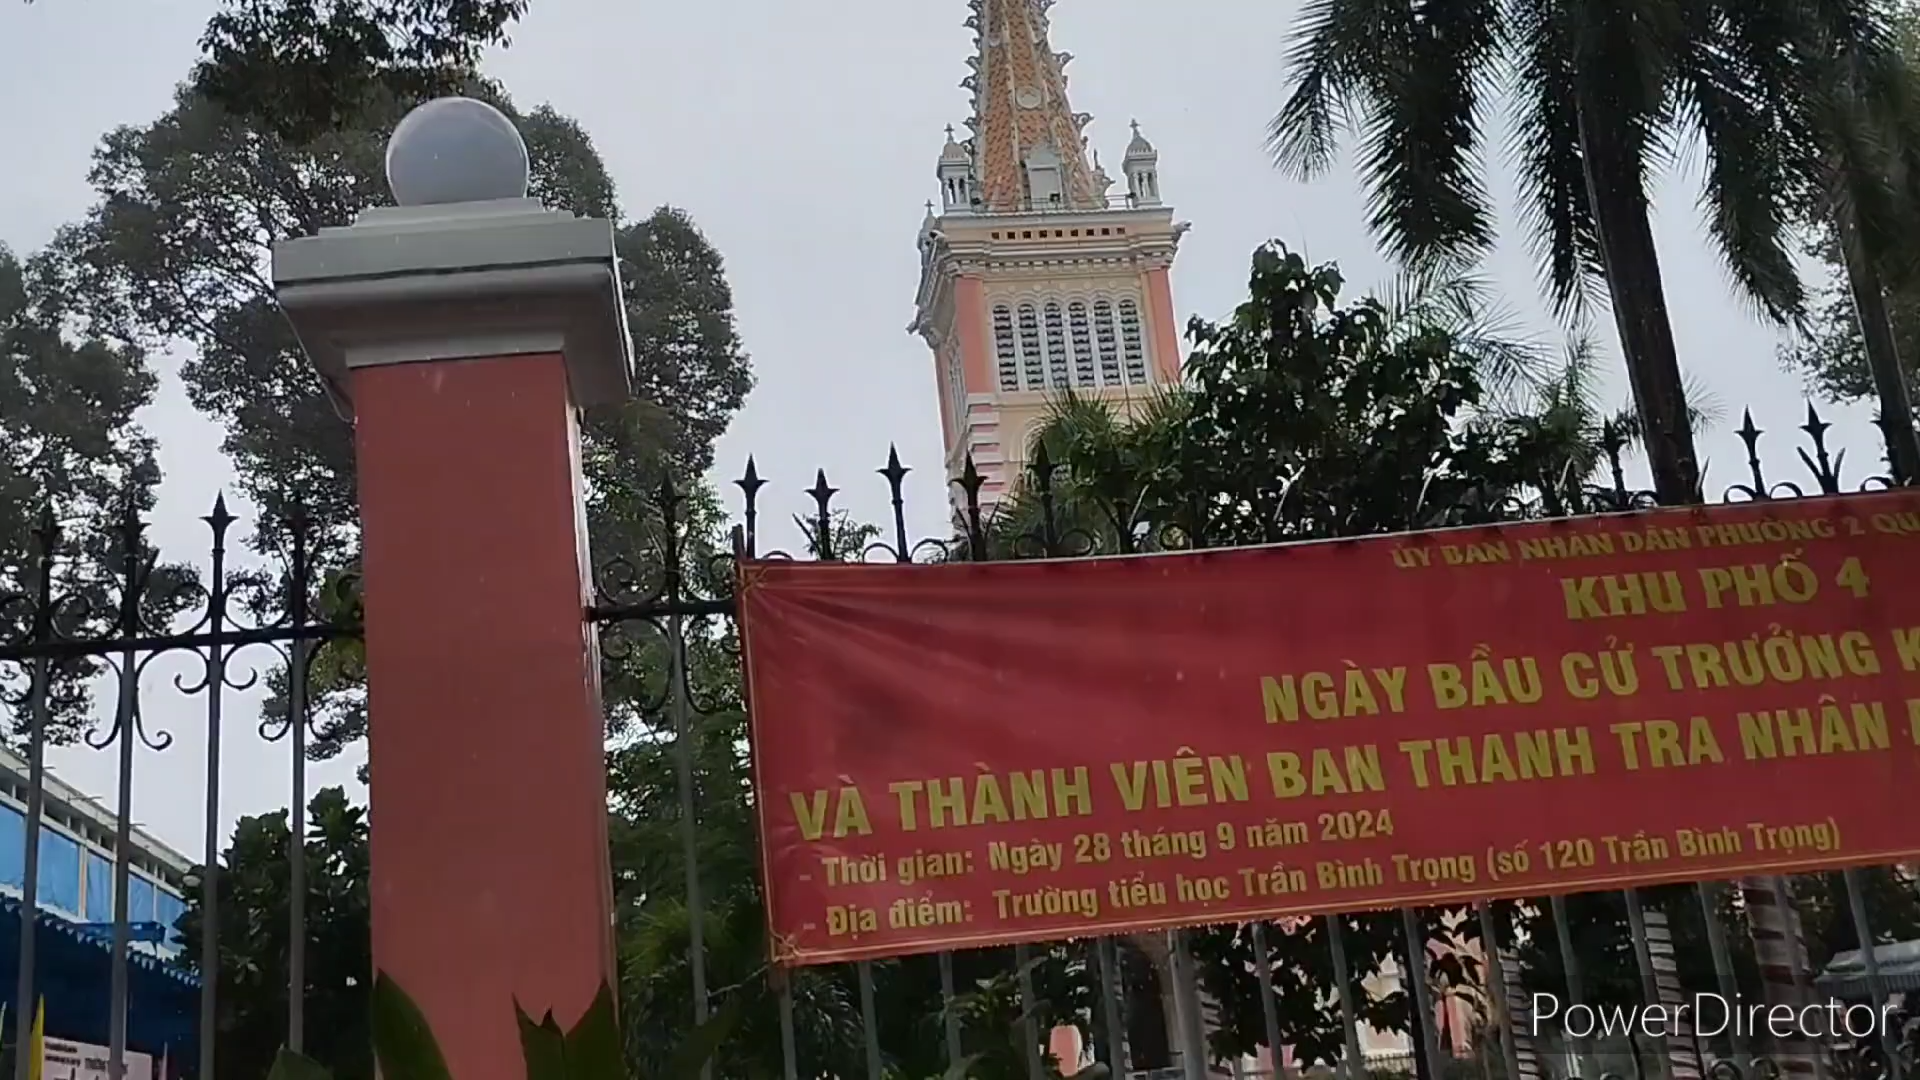 ỦY BAN NHÂN DÂN PHƯỜNG 2
KHU PHỐ 4
NGÀY BẦU CỬ TRƯỞNG
VÀ THÀNH VIÊN BAN THANH TRA NHÂN
- Thời gian: Ngày 28 tháng 9 năm 2024
- Địa điểm: Trường tiểu học Trần Bình Trọng (số 120 Trần Bình Trọng)
PowerDirector